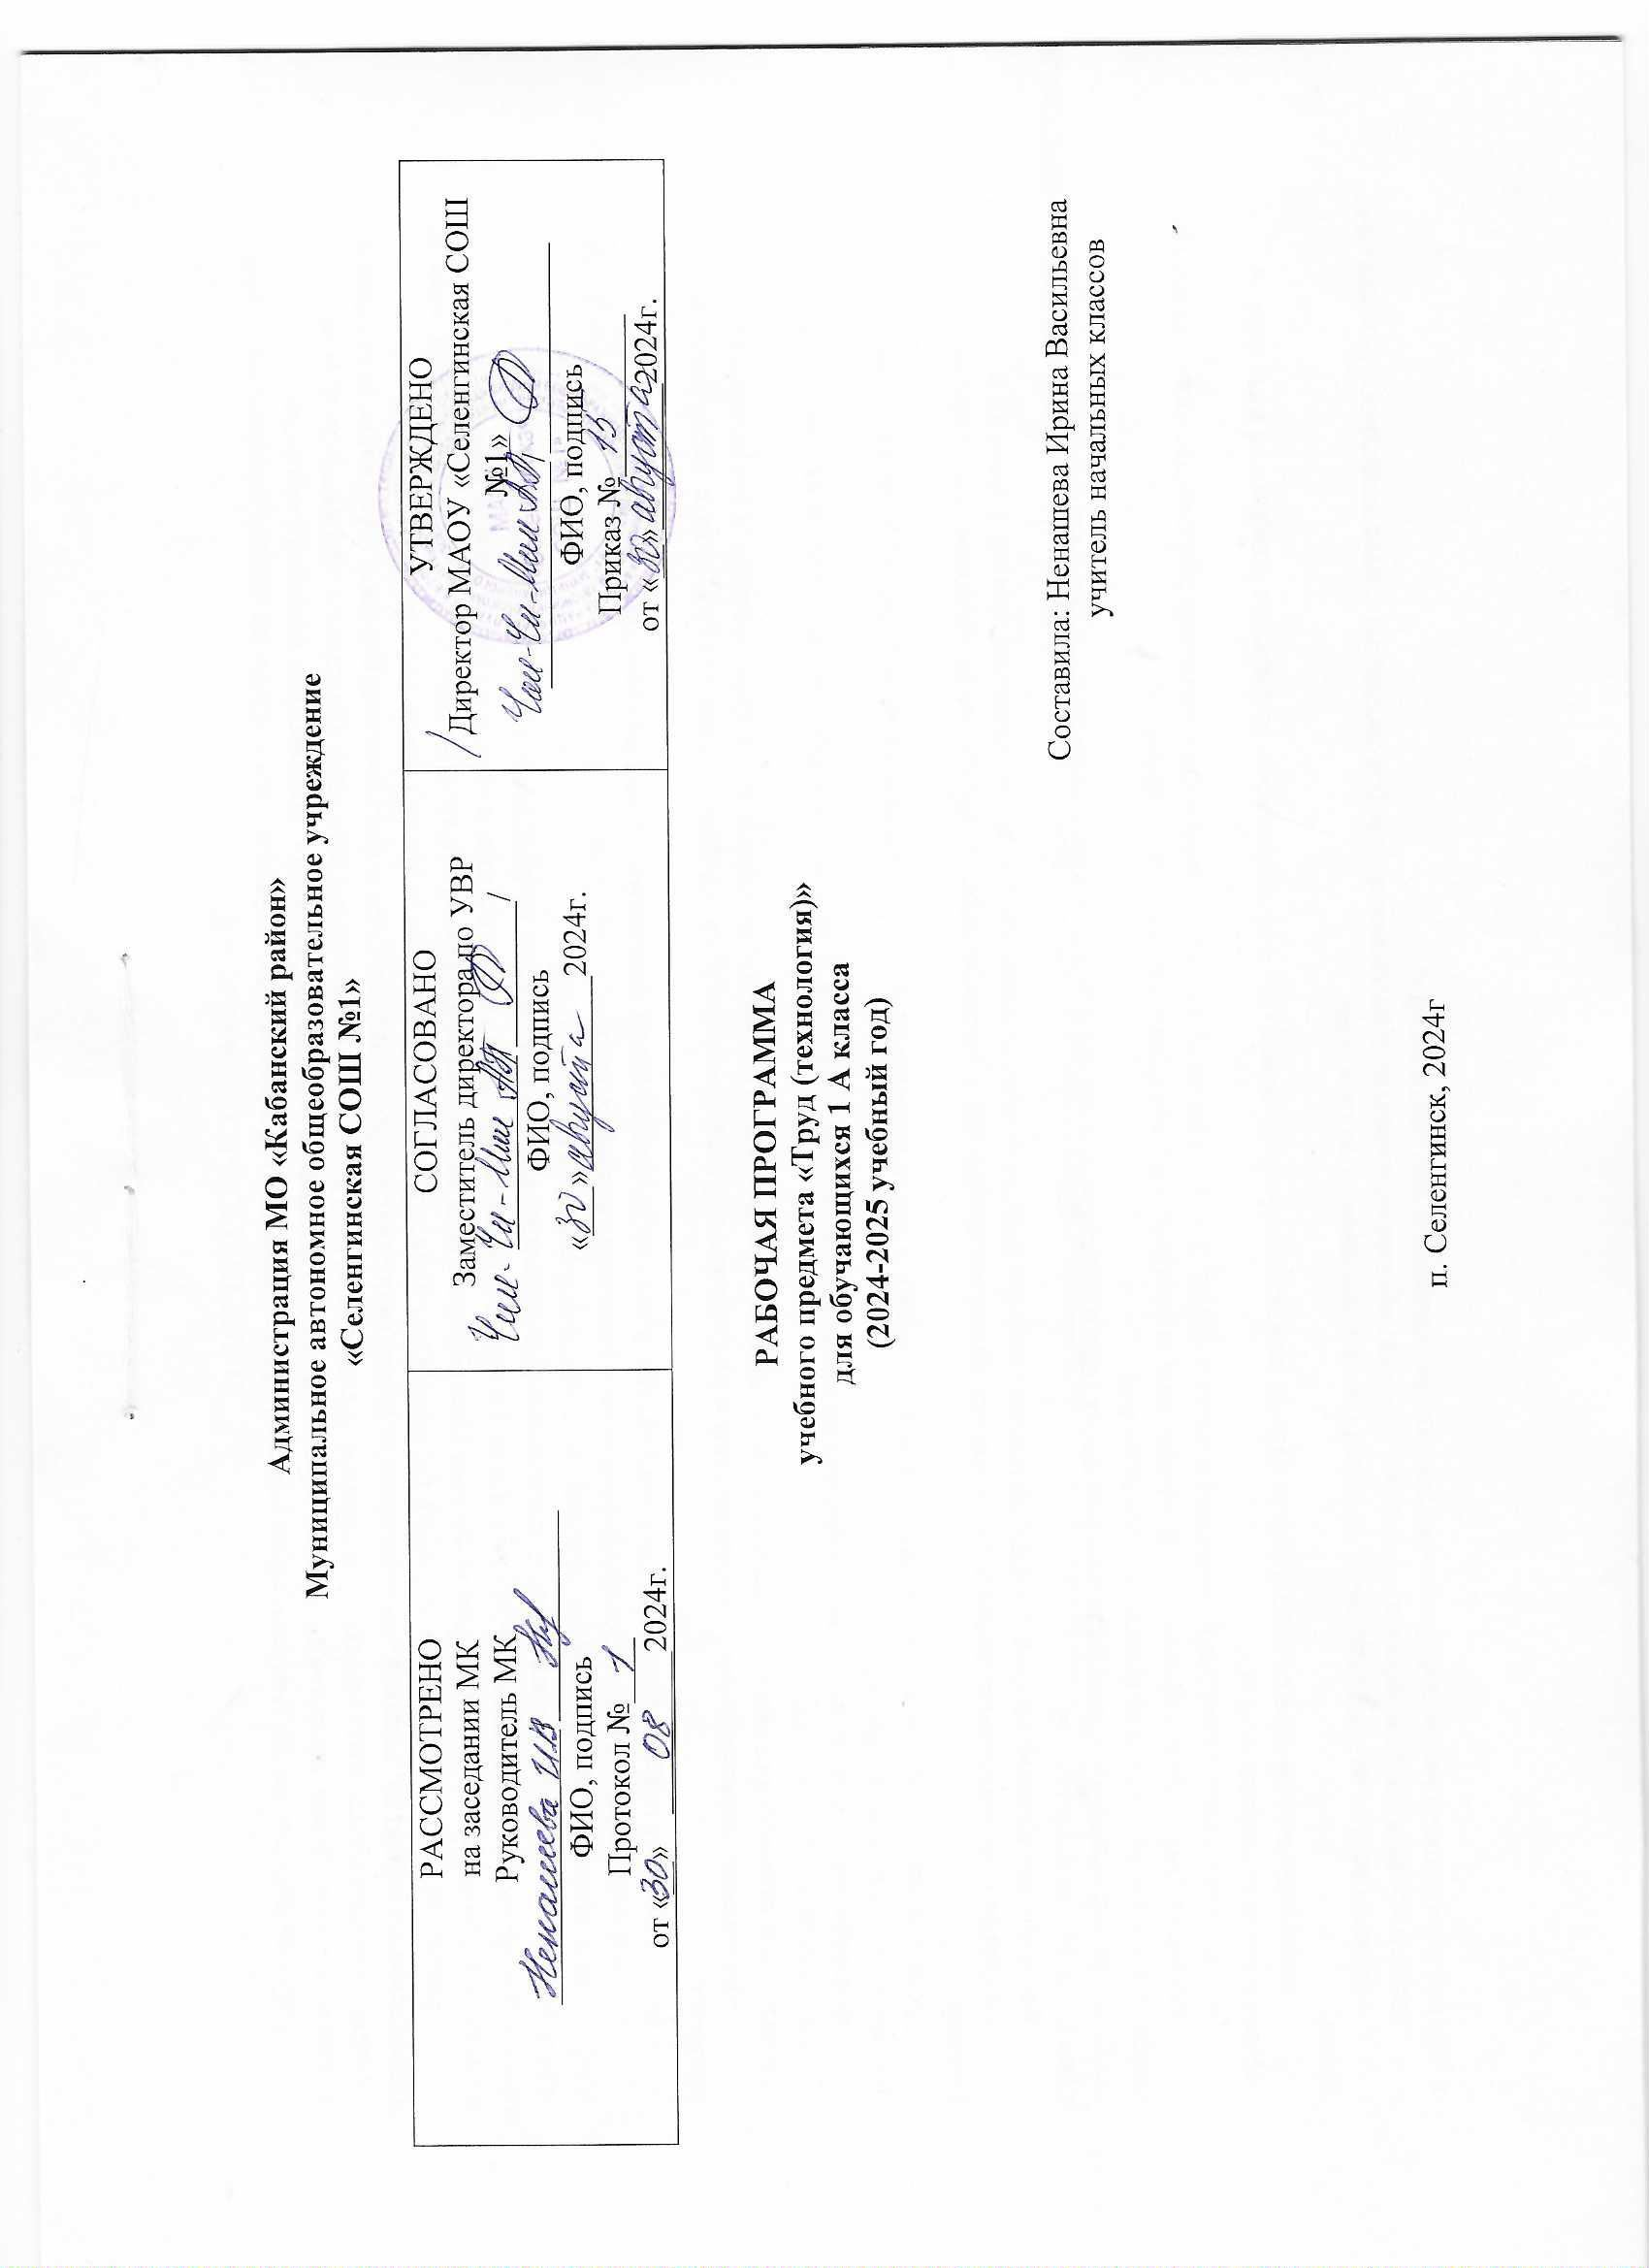 Администрация МО «Кабанский район»
Муниципальное автономное общеобразовательное учреждение
«Селенгинская СОШ №1»
РАССМОТРЕНО
на заседании МК
Руководитель МК
Ненашева И.В
ФИО, подпись
Протокол № 1
от «30» 08 2024г.
СОГЛАСОВАНО
Заместитель директора по УВР
ФИО, подпись
«30» августа 2024г.
УТВЕРЖДЕНО
/ Директор МАОУ «Селенгинская СОШ
№1»
ФИО, подпись
Приказ № 15
от «30» августа 2024г.
РАБОЧАЯ ПРОГРАММА
учебного предмета «Труд (технология)»
для обучающихся 1 А класса
(2024-2025 учебный год)
Составила: Ненашева Ирина Васильевна
учитель начальных классов
п. Селенгинск, 2024г